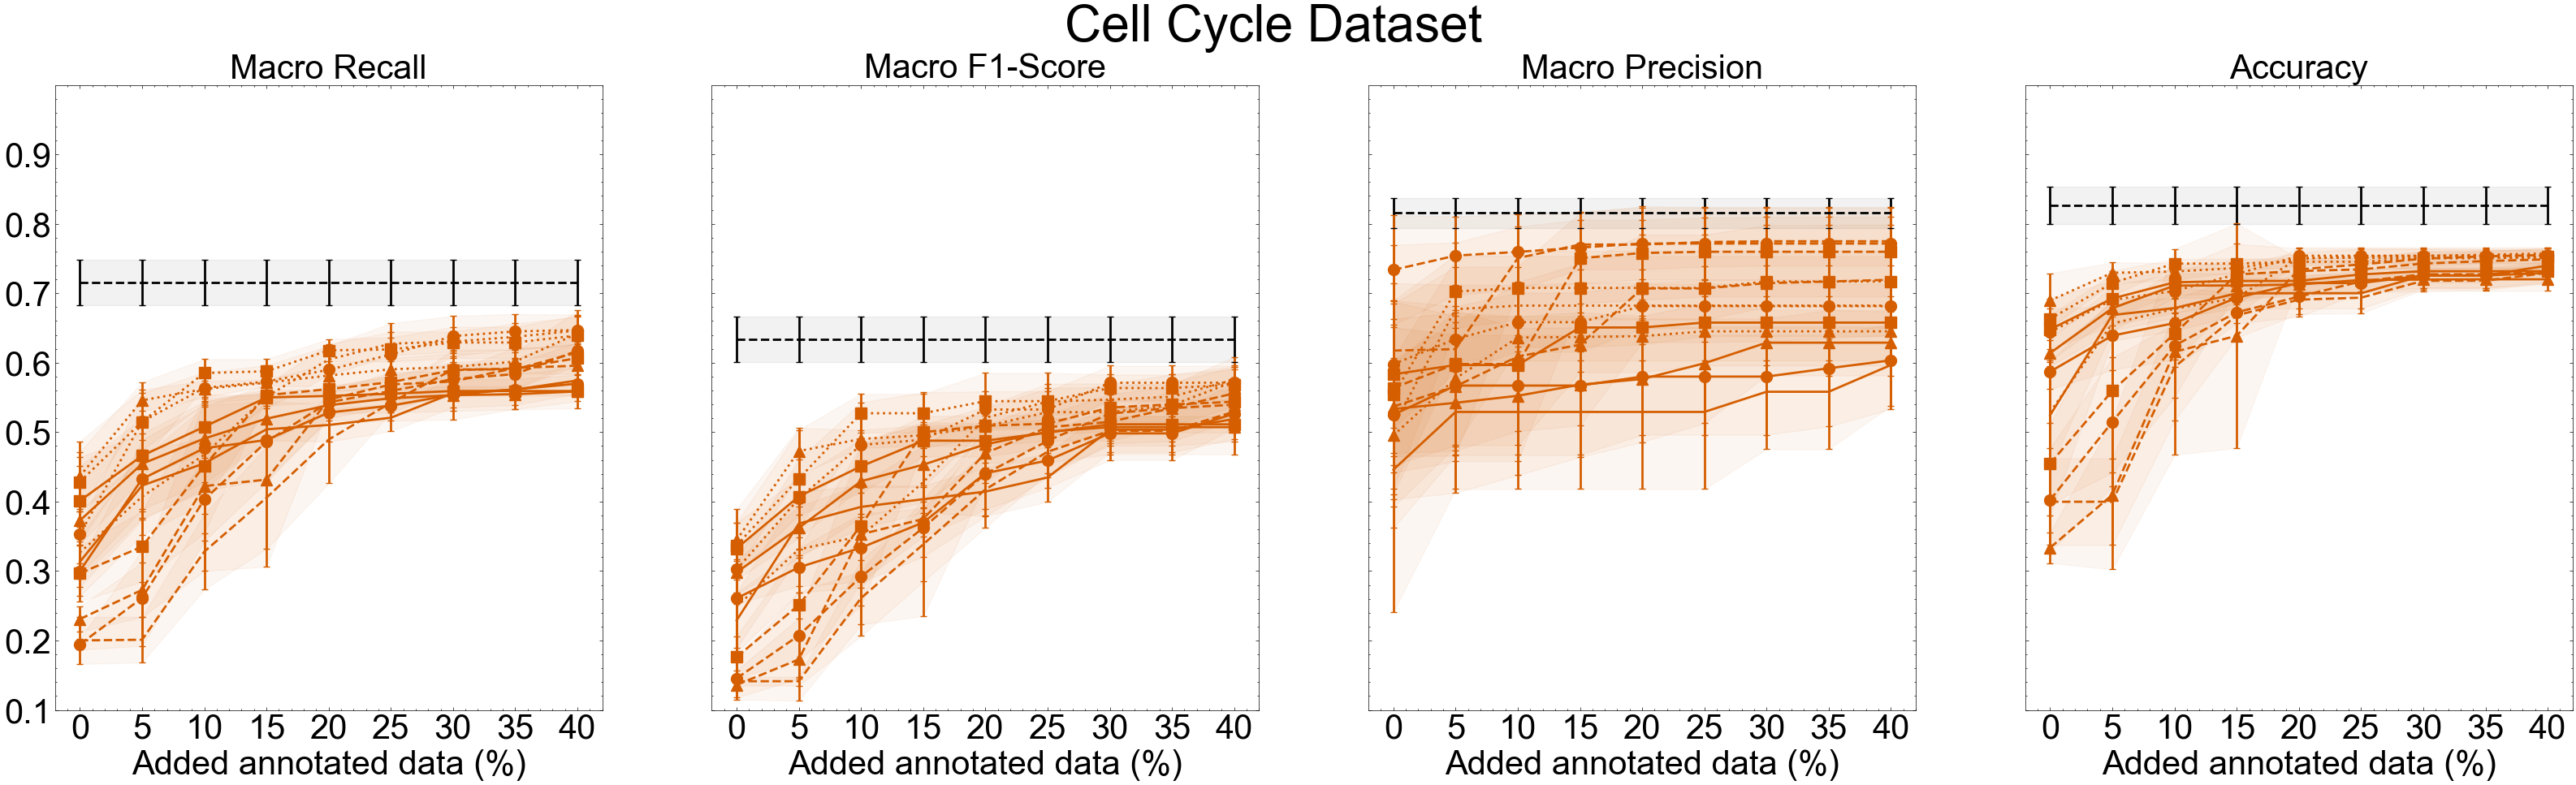 Cell Cycle Dataset
Macro Recall
Macro F1-Score
Macro Precision
Accuracy
0.9
0.8
0.7
0.6
0.5
0.4
0.3
0.2
0.1
0 5 10 15 20 25 30 35 40
0 5 10 15 20 25 30 35 40
0 5 10 15 20 25 30 35 40
0 5 10 15 20 25 30 35 40
Added annotated data (%)
Added annotated data (%)
Added annotated data (%)
Added annotated data (%)